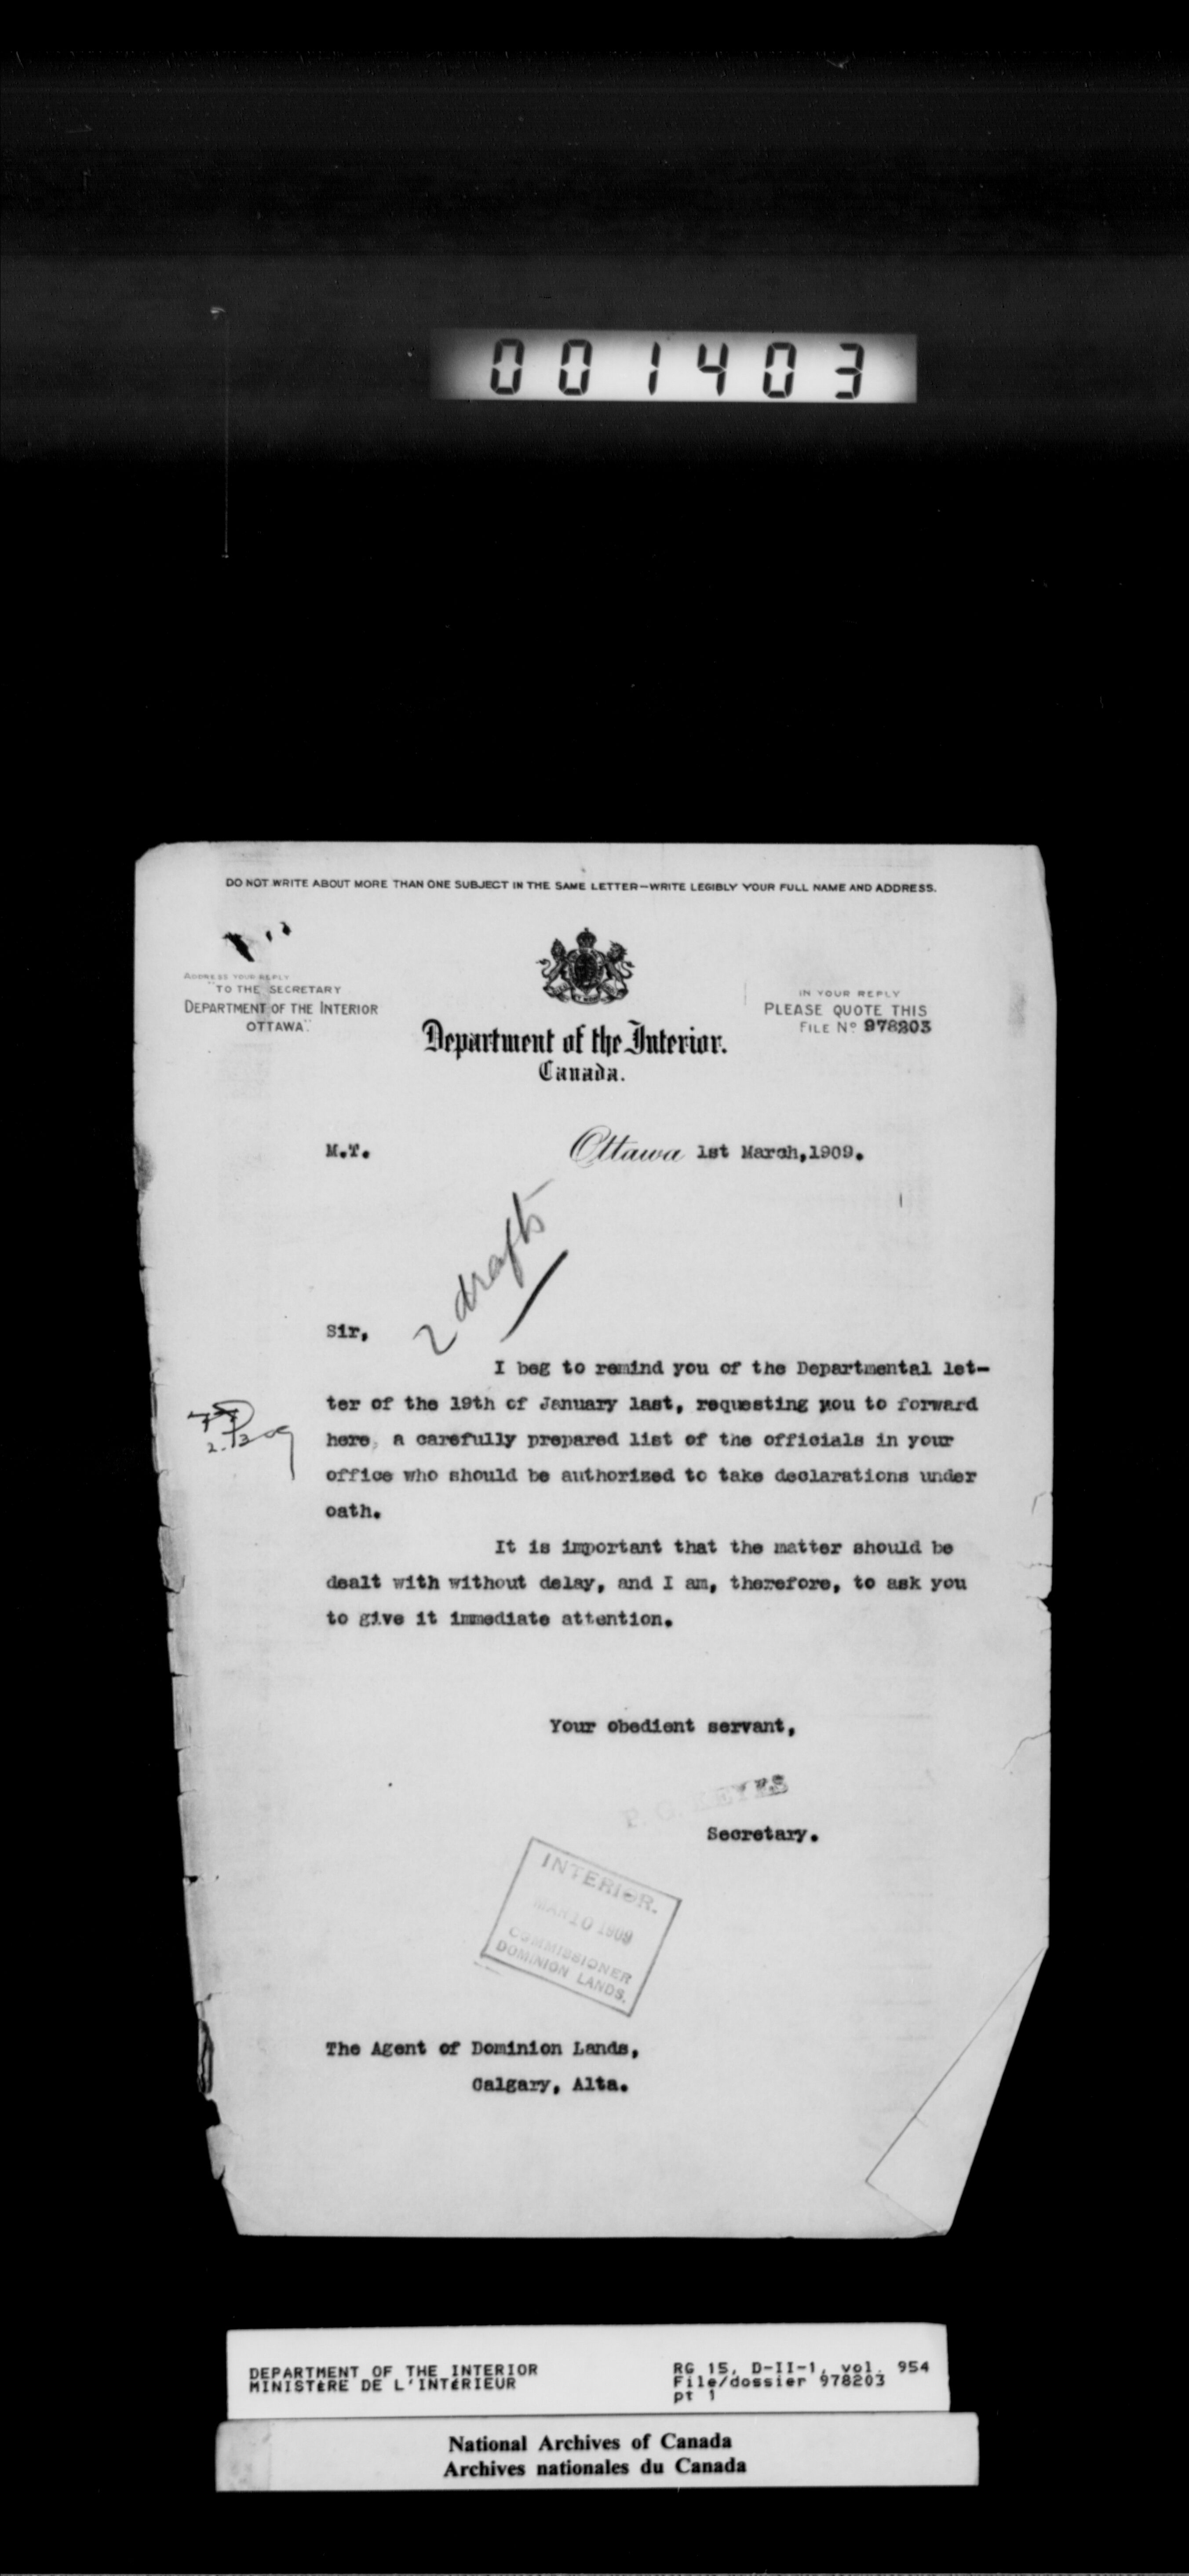 001403
DO NOT WRITE ABOUT MORE THAN ONE SUBJECT IN THE SAME LETTER—WRITE LEGIBLY YOUR FULL NAME AND ADDRESS.
ADDRESS YOUR REPLY
"TO THE SECRETARY
DEPARTMENT OF THE INTERIOR
OTTAWA."
IN YOUR REPLY
PLEASE QUOTE THIS
FILE Nº 978203
Department of the Interior.
Canada.
M.T.
Ottawa 1st March,1909.
2 drafts
Sir,
I beg to remind you of the Departmental let-
ter of the 19th of January last, requesting you to forward
here, a carefully prepared list of the officials in your
office who should be authorized to take declarations under
oath.
It is important that the matter should be
dealt with without delay, and I am, therefore, to ask you
to give it immediate attention.
Your obedient servant,
P. G. KEYES
Secretary.
INTERIOR.
MAR 10 1909
COMMISSIONER
DOMINION LANDS.
The Agent of Dominion Lands,
Calgary, Alta.
DEPARTMENT OF THE INTERIOR
MINISTÈRE DE L'INTÉRIEUR
RG 15, D-II-1, vol. 954
File/dossier 978203
pt 1
National Archives of Canada
Archives nationales du Canada